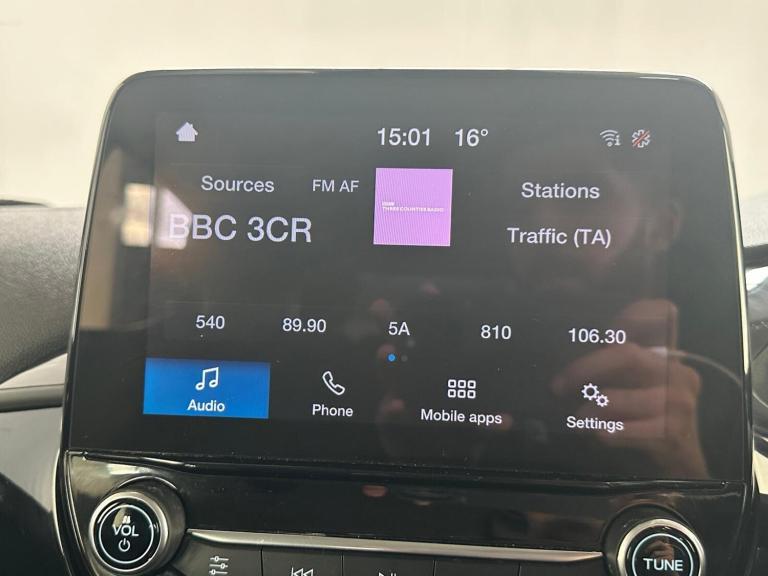 15:01 16°
Sources FM AF BBC THREE COUNTIES RADIO Stations
BBC 3CR Traffic (TA)
540 89.90 5A 810 106.30
Audio Phone Mobile apps Settings
VOL TUNE